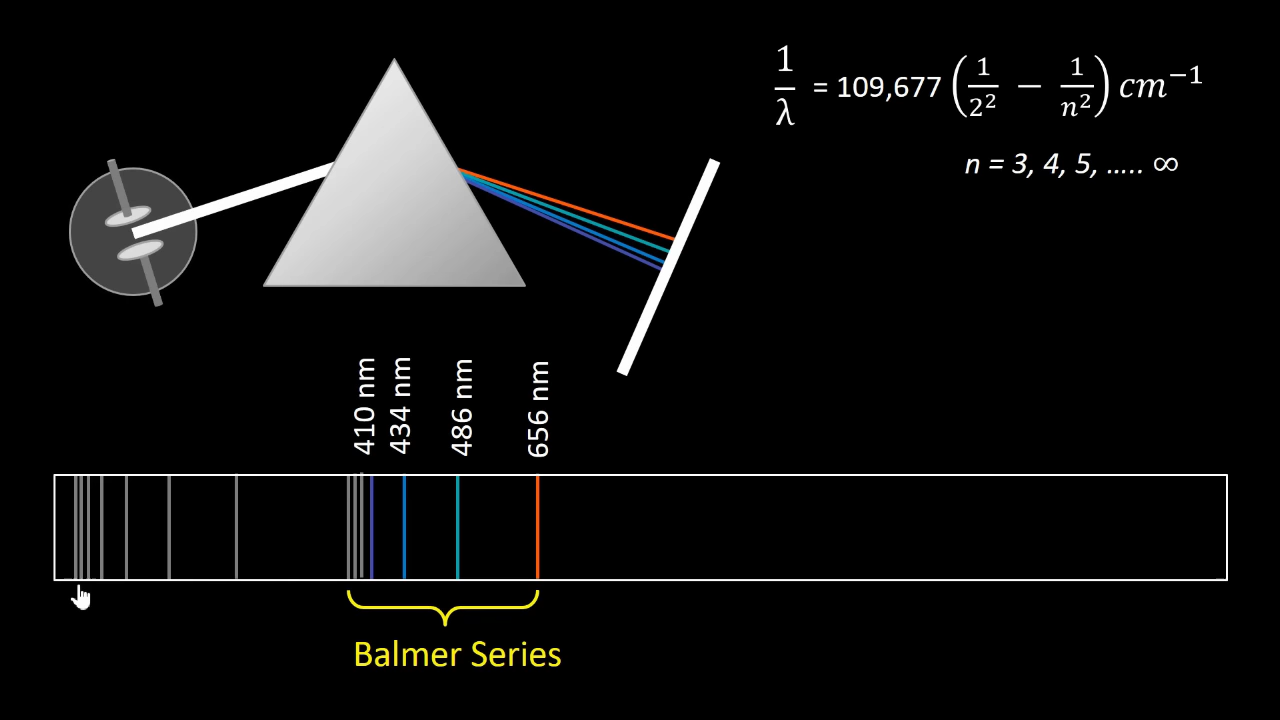 1/λ = 109,677 (1/2² − 1/n²) cm⁻¹
n = 3, 4, 5, ..... ∞
410 nm
434 nm
486 nm
656 nm
Balmer Series